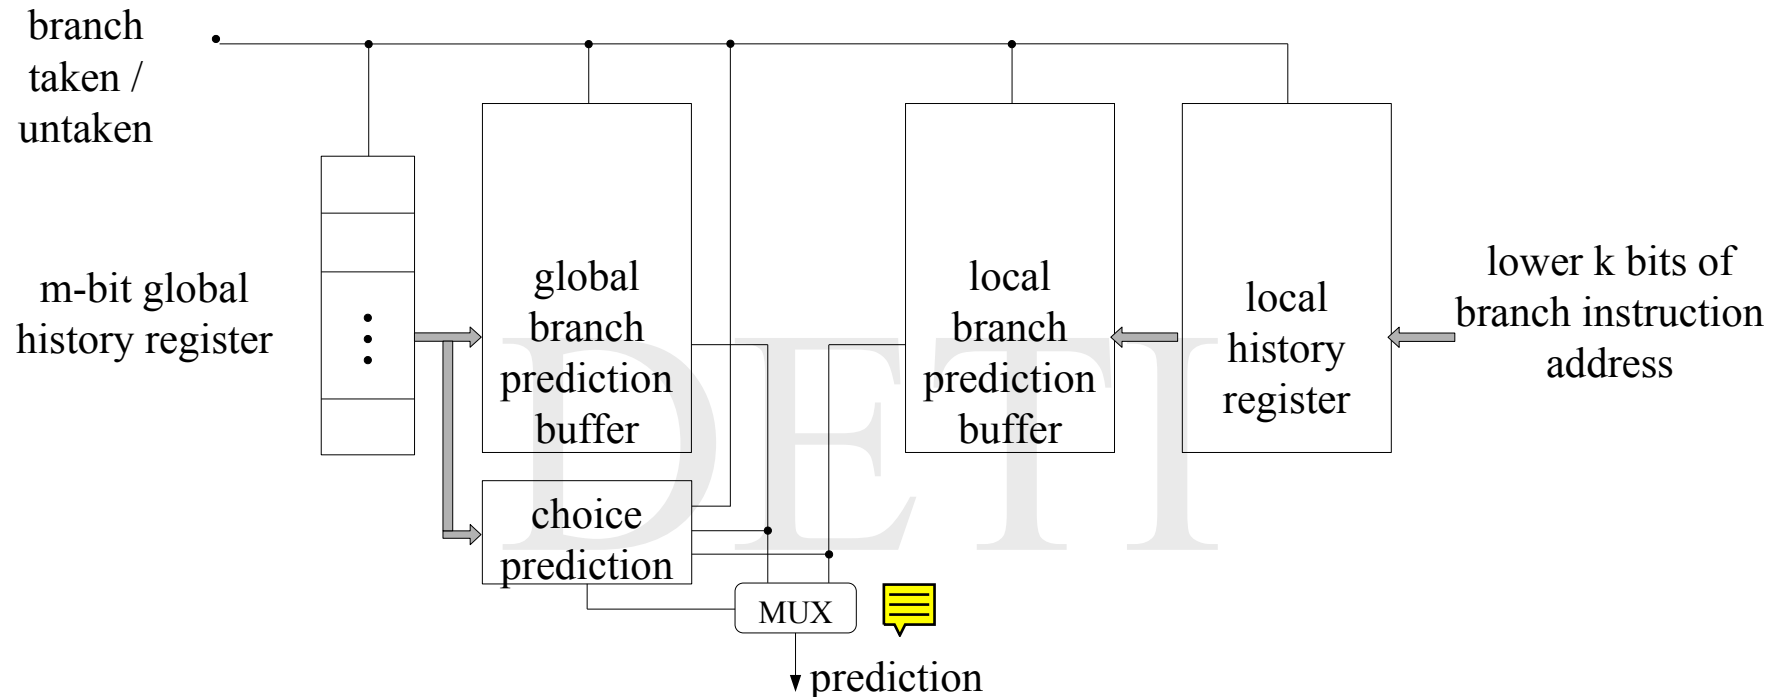 branch
taken /
untaken
m-bit global
history register
global
branch
prediction
buffer
local
branch
prediction
buffer
local
history
register
lower k bits of
branch instruction
address
choice
prediction
MUX
prediction
DETI